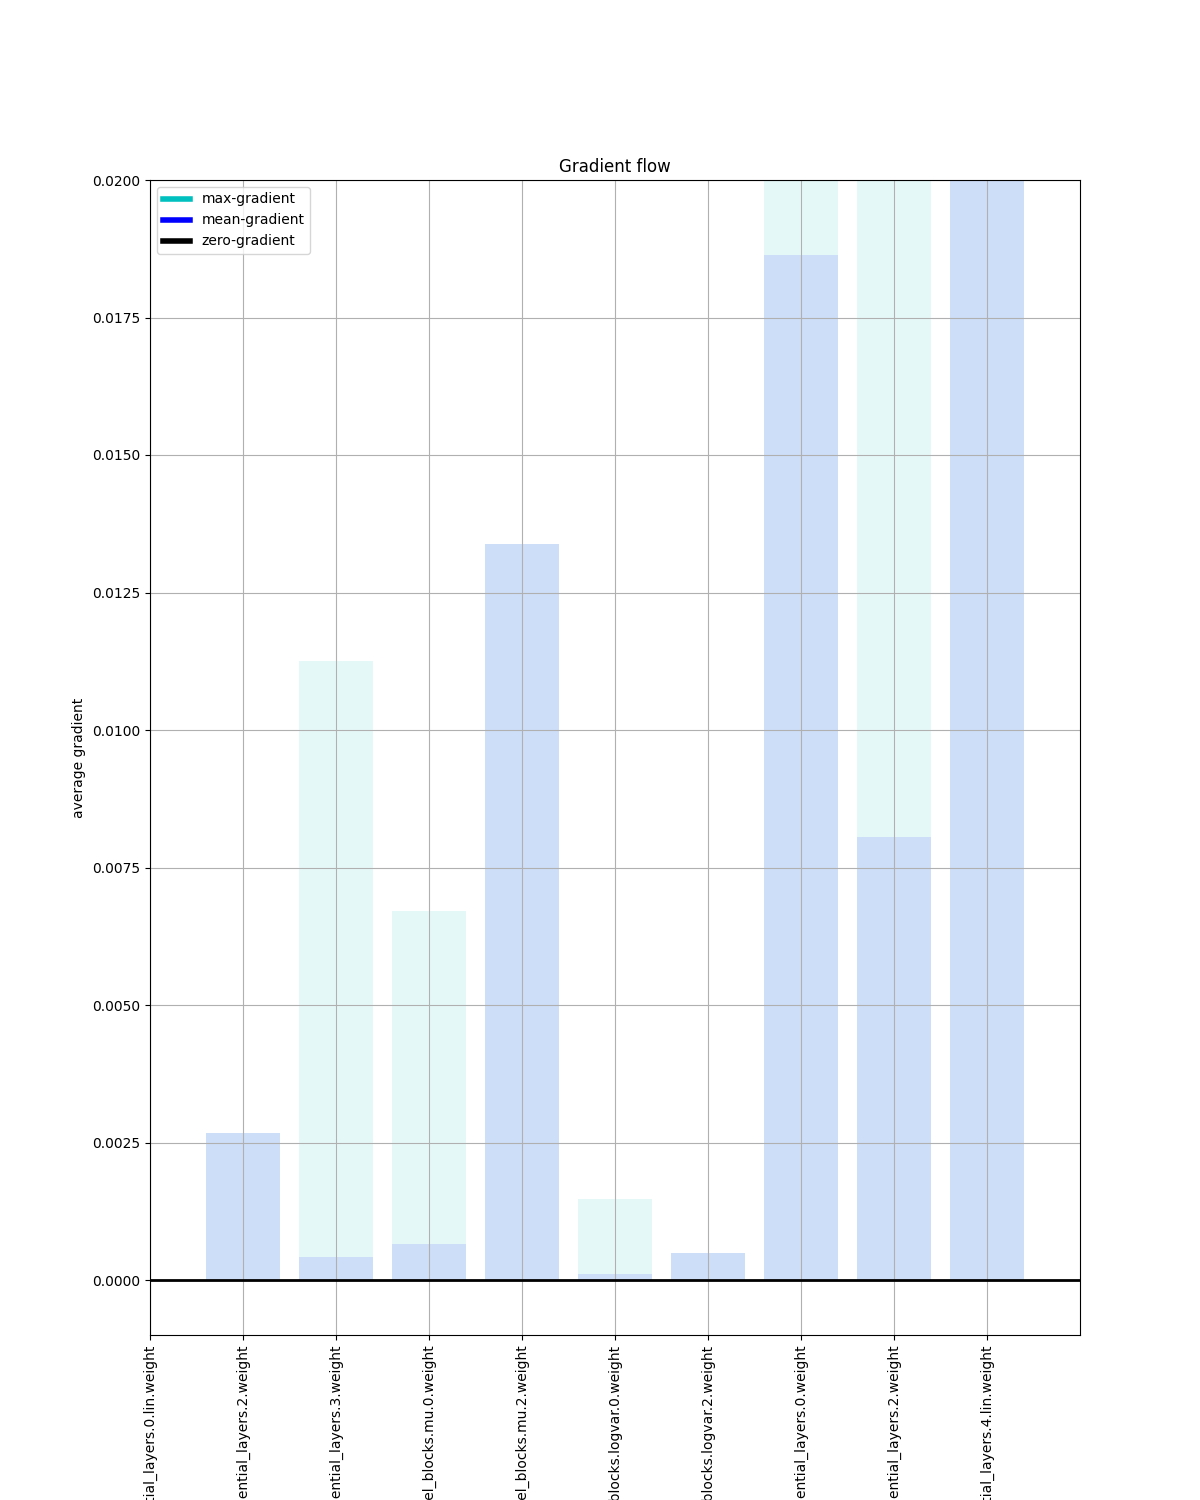 Gradient flow
max-gradient
mean-gradient
zero-gradient
0.0200
0.0175
0.0150
0.0125
0.0100
0.0075
0.0050
0.0025
0.0000
average gradient
tial_layers.0.lin.weight
ential_layers.2.weight
ential_layers.3.weight
el_blocks.mu.0.weight
el_blocks.mu.2.weight
blocks.logvar.0.weight
blocks.logvar.2.weight
ential_layers.0.weight
ential_layers.2.weight
tial_layers.4.lin.weight